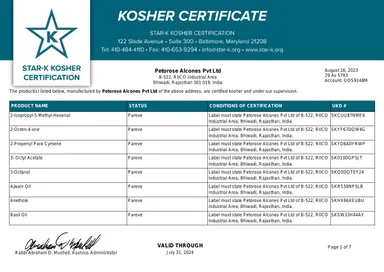 KOSHER CERTIFICATE
STAR-K KOSHER CERTIFICATION
122 Slade Avenue • Suite 300 • Baltimore, Maryland 21208
Tel: 410-484-4110 • Fax: 410-653-9294 • info@star-k.org • www.star-k.org
STAR-K KOSHER
CERTIFICATION
Petorose Alcones Pvt Ltd
B-522, RIICO Industrial Area
Bhiwadi, Rajasthan 301 019, India
August 16, 2023
29 Av 5783
The product(s) listed below, manufactured by Petorose Alcones Pvt Ltd of the above address, are certified kosher and under our supervision.
PRODUCT NAME STATUS CONDITIONS OF CERTIFICATION UKD #
2-Isopropyl-5-Methyl-Hexenal Pareve Label must state Petorose Alcones Pvt Ltd of B-522, RIICO
Industrial Area, Bhiwadi, Rajasthan, India.
2-Octen-4-one Pareve Label must state Petorose Alcones Pvt Ltd of B-522, RIICO
Industrial Area, Bhiwadi, Rajasthan, India.
2-Propenyl Para Cymene Pareve Label must state Petorose Alcones Pvt Ltd of B-522, RIICO
Industrial Area, Bhiwadi, Rajasthan, India.
3- Octyl Acetate Pareve Label must state Petorose Alcones Pvt Ltd of B-522, RIICO
Industrial Area, Bhiwadi, Rajasthan, India.
3-Octanol Pareve Label must state Petorose Alcones Pvt Ltd of B-522, RIICO
Industrial Area, Bhiwadi, Rajasthan, India.
Ajwain Oil Pareve Label must state Petorose Alcones Pvt Ltd of B-522, RIICO
Industrial Area, Bhiwadi, Rajasthan, India.
Anethole Pareve Label must state Petorose Alcones Pvt Ltd of B-522, RIICO
Industrial Area, Bhiwadi, Rajasthan, India.
Basil Oil Pareve Label must state Petorose Alcones Pvt Ltd of B-522, RIICO
Industrial Area, Bhiwadi, Rajasthan, India.
Rabbi Abraham D. Mushell, Kashrus Administrator
VALID THROUGH
July 31, 2024
Page 1 of 7